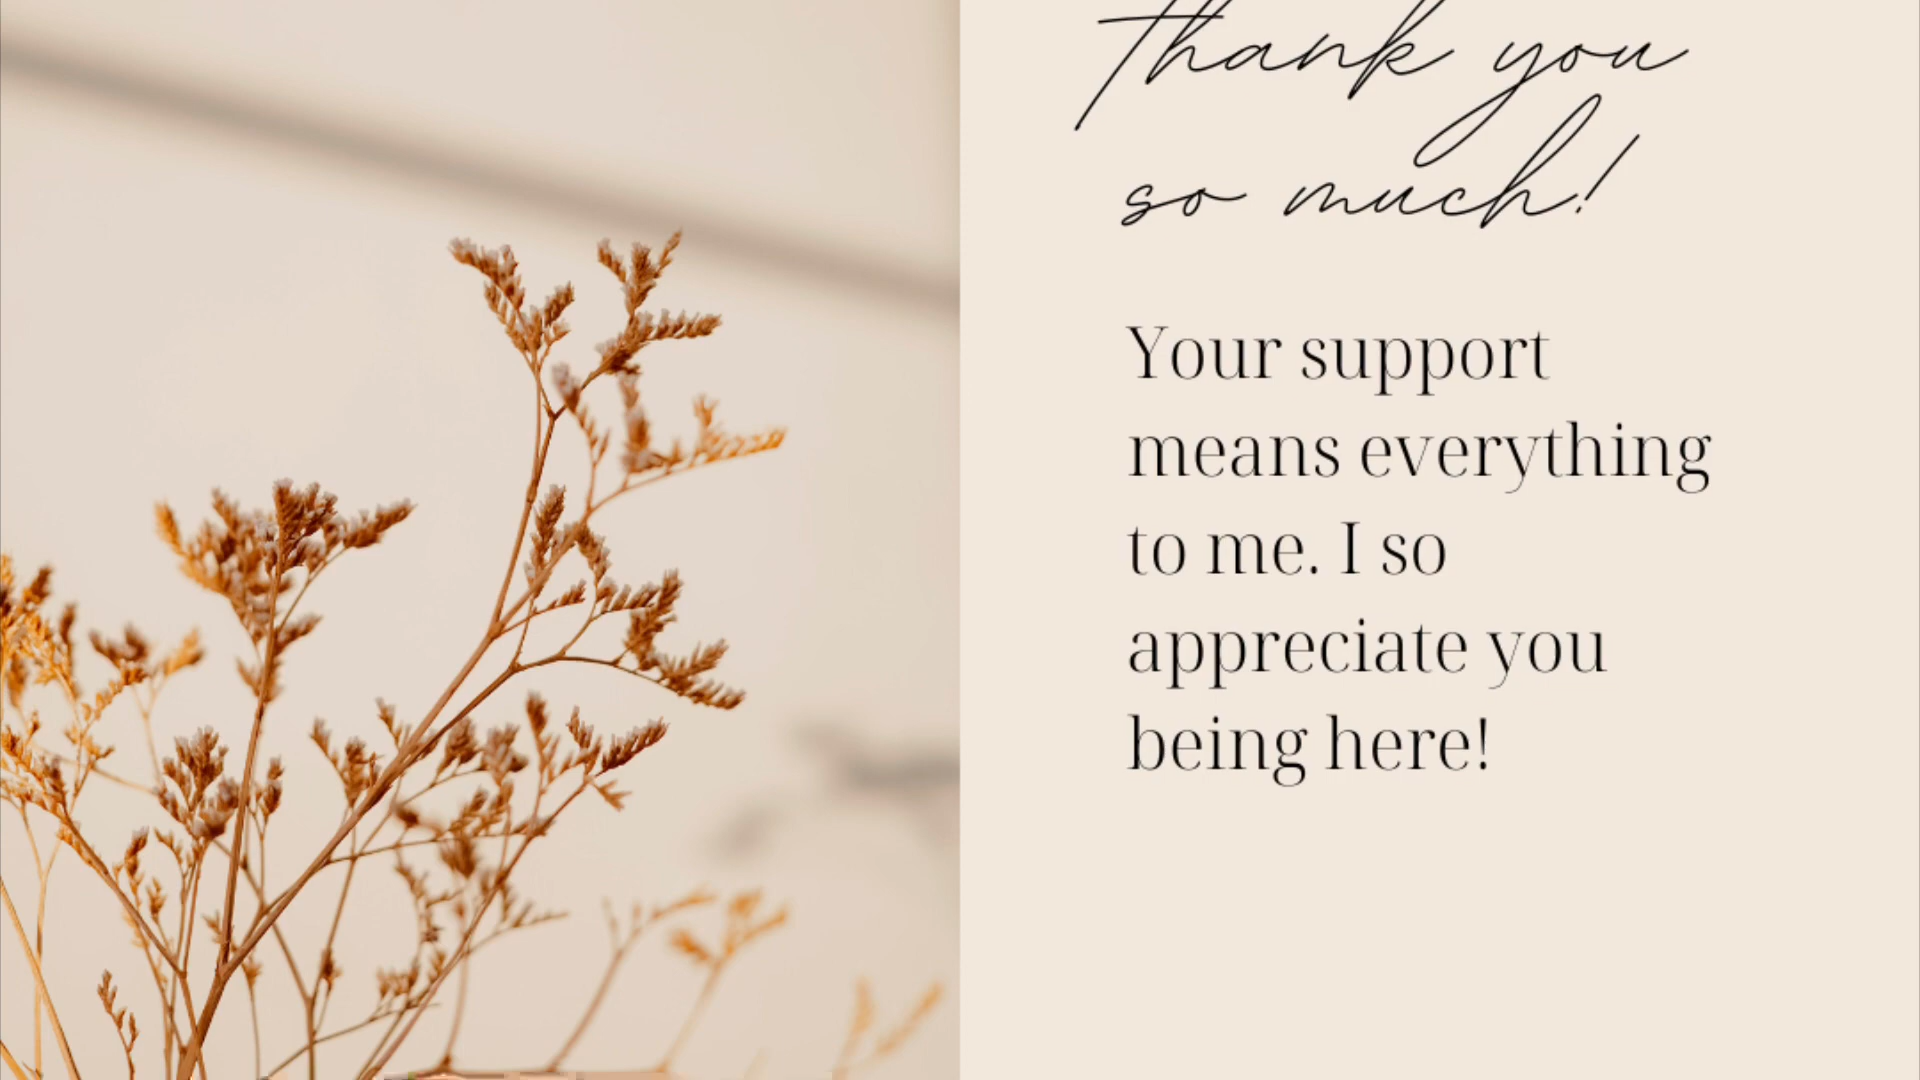 thank you
so much!
Your support
means everything
to me. I so
appreciate you
being here!